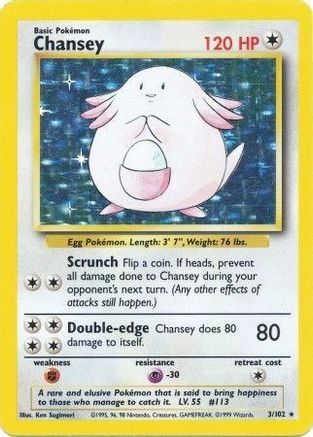 Basic Pokémon
Chansey 120 HP
Egg Pokémon. Length: 3' 7", Weight: 76 lbs.
Scrunch Flip a coin. If heads, prevent
all damage done to Chansey during your
opponent's next turn. (Any other effects of
attacks still happen.)
Double-edge Chansey does 80 80
damage to itself.
weakness resistance retreat cost
-30
A rare and elusive Pokémon that is said to bring happiness
to those who manage to catch it. LV. 55 #113
Illus. Ken Sugimori ©1995, 96, 98 Nintendo, Creatures, GAMEFREAK. ©1999 Wizards. 3/102